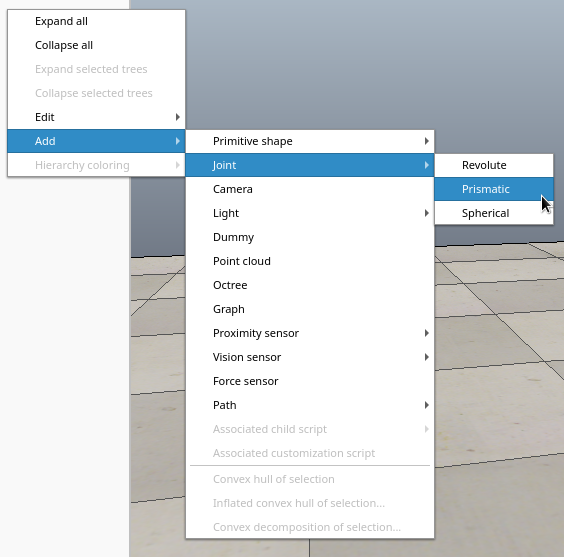 Expand all
Collapse all
Expand selected trees
Collapse selected trees
Edit
Add
Hierarchy coloring
Primitive shape
Joint
Camera
Light
Dummy
Point cloud
Octree
Graph
Proximity sensor
Vision sensor
Force sensor
Path
Associated child script
Associated customization script
Convex hull of selection
Inflated convex hull of selection...
Convex decomposition of selection...
Revolute
Prismatic
Spherical